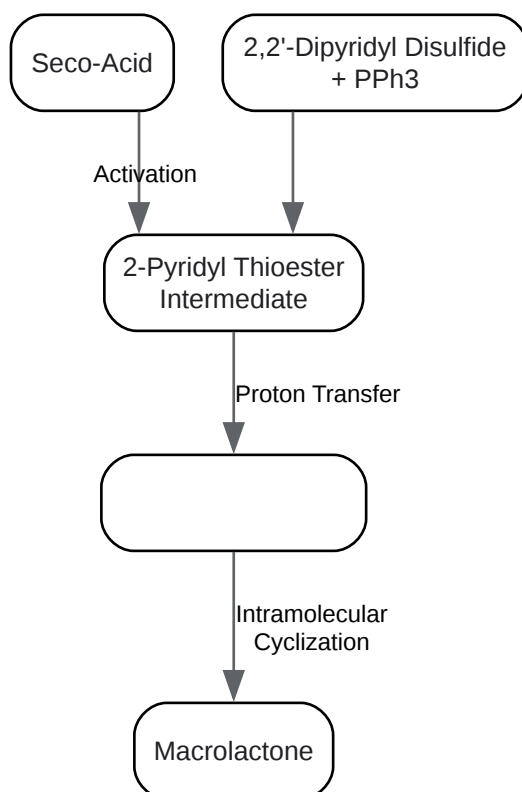 Seco-Acid
2,2'-Dipyridyl Disulfide
+ PPh3
Activation
2-Pyridyl Thioester
Intermediate
Proton Transfer
Intramolecular
Cyclization
Macrolactone